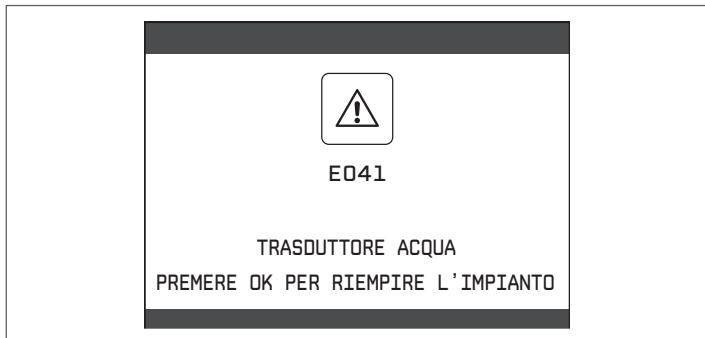 E041
TRASDUTTORE ACQUA
PREMERE OK PER RIEMPIRE L'IMPIANTO